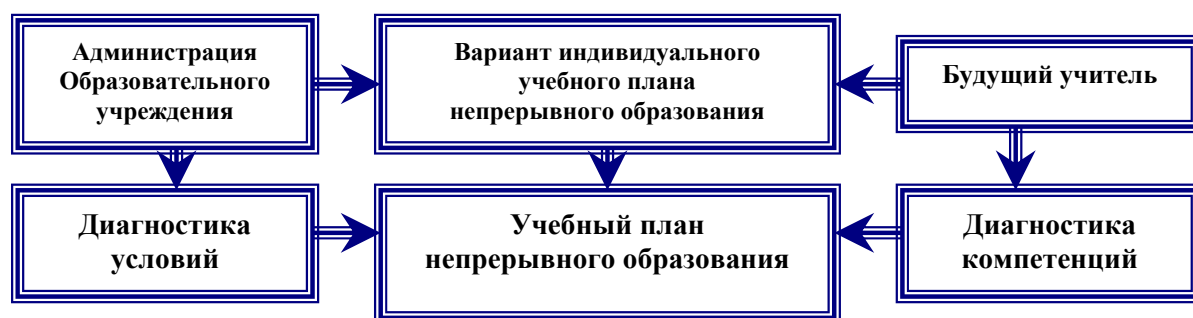 Администрация
Образовательного
учреждения
Вариант индивидуального
учебного плана
непрерывного образования
Будущий учитель
Диагностика
условий
Учебный план
непрерывного образования
Диагностика
компетенций